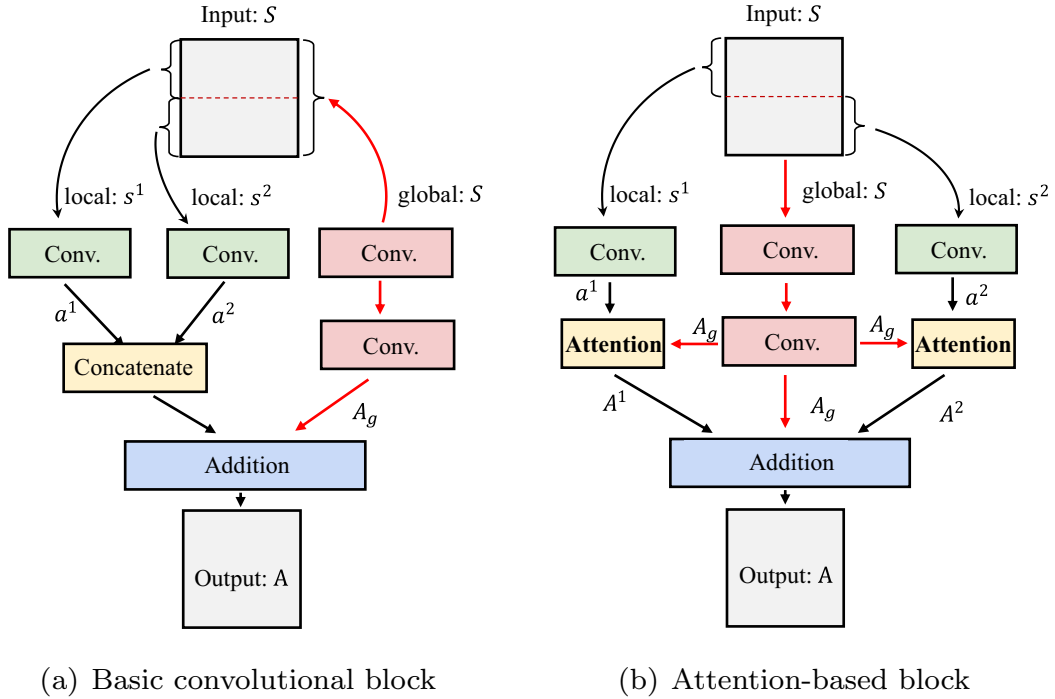 Input: S
local: s¹
local: s²
global: S
Conv.
Conv.
Conv.
a¹
a²
Conv.
Concatenate
A_g
Addition
Output: A
(a) Basic convolutional block
Input: S
local: s¹
global: S
local: s²
Conv.
Conv.
Conv.
a¹
a²
Attention
A_g
Conv.
A_g
Attention
A¹
A_g
A²
Addition
Output: A
(b) Attention-based block